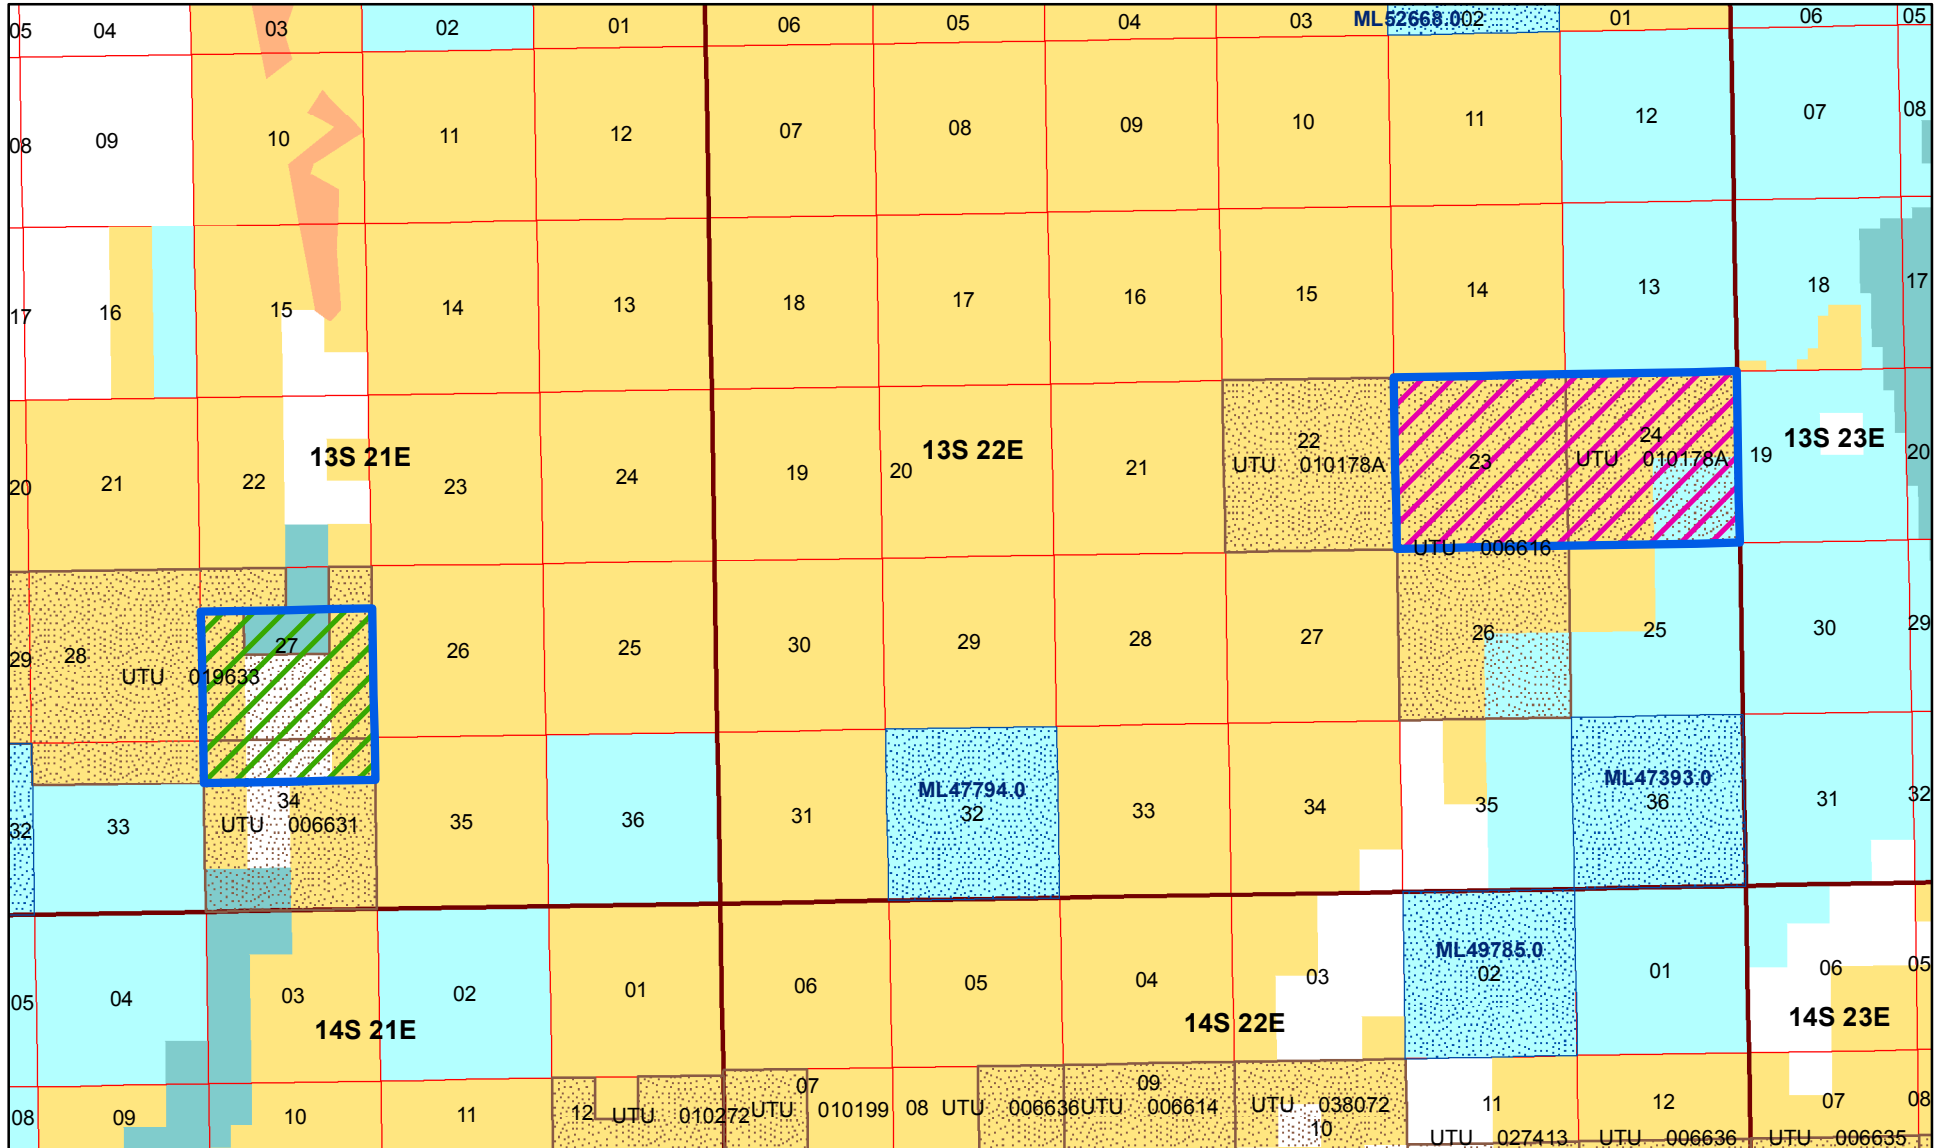 05 04 03 02 01 06 05 04 03 ML52668.0 02 01 06 05
08 09 10 11 12 07 08 09 10 11 12 07 08
17 16 15 14 13 18 17 16 15 14 13 18 17
20 21 22 13S 21E 23 24 19 20 13S 22E 21 22 23 24 19 13S 23E 20
UTU 010178A UTU 010178A
UTU 006616
29 28 27 26 25 30 29 28 27 26 25 30 29
UTU 019633
32 33 34 35 36 31 ML47794.0 32 33 34 35 ML47393.0 36 31 32
UTU 006631
05 04 03 02 01 06 05 04 03 ML49785.0 02 01 06 05
14S 21E 14S 22E 14S 23E
08 09 10 11 12 UTU 010272 07 UTU 010199 08 UTU 006636 09 UTU 006614 UTU 038072 10 11 12 07 08
UTU 027413 UTU 006636 UTU 006635